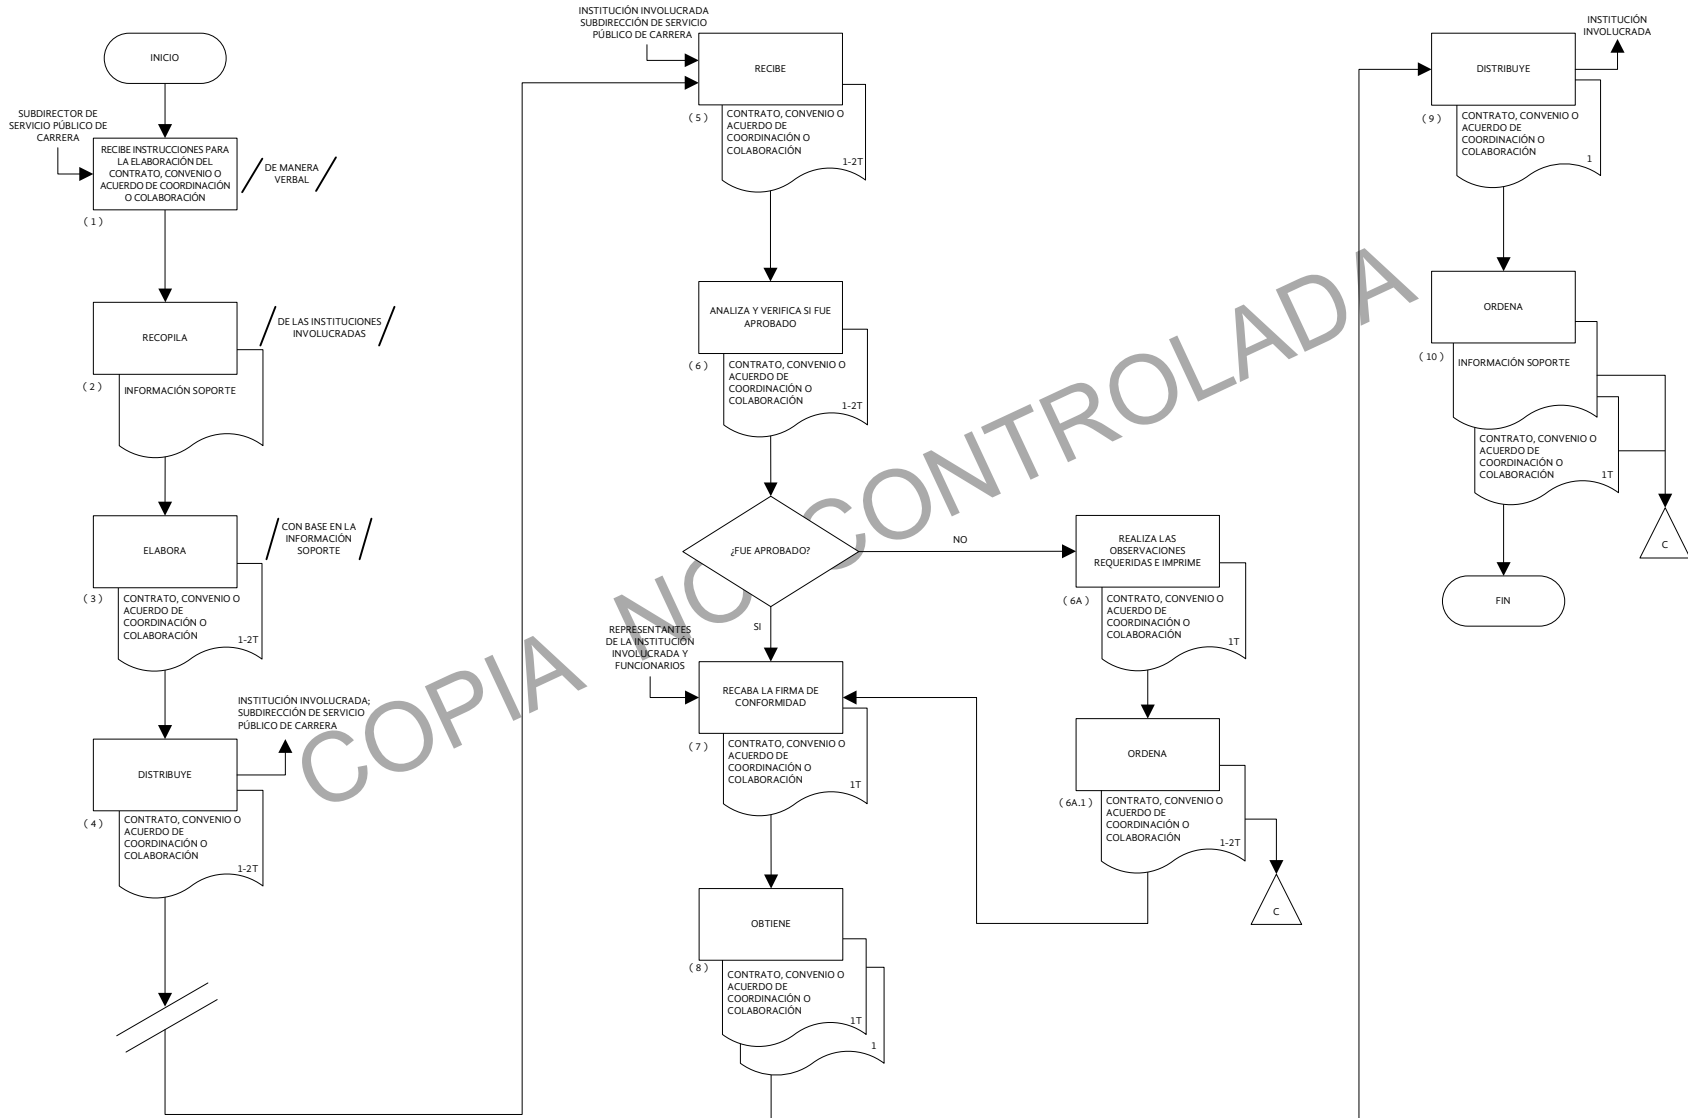 INICIO
SUBDIRECTOR DE
SERVICIO PÚBLICO DE
CARRERA
RECIBE INSTRUCCIONES PARA
LA ELABORACIÓN DEL
CONTRATO, CONVENIO O
ACUERDO DE COORDINACIÓN
O COLABORACIÓN
DE MANERA
VERBAL
( 1 )
RECOPILA
DE LAS INSTITUCIONES
INVOLUCRADAS
( 2 )
INFORMACIÓN SOPORTE
ELABORA
CON BASE EN LA
INFORMACIÓN
SOPORTE
( 3 )
CONTRATO, CONVENIO O
ACUERDO DE
COORDINACIÓN O
COLABORACIÓN
1-2T
INSTITUCIÓN INVOLUCRADA;
SUBDIRECCIÓN DE SERVICIO
PÚBLICO DE CARRERA
DISTRIBUYE
( 4 )
CONTRATO, CONVENIO O
ACUERDO DE
COORDINACIÓN O
COLABORACIÓN
1-2T
INSTITUCIÓN INVOLUCRADA
SUBDIRECCIÓN DE SERVICIO
PÚBLICO DE CARRERA
RECIBE
( 5 )
CONTRATO, CONVENIO O
ACUERDO DE
COORDINACIÓN O
COLABORACIÓN
1-2T
ANALIZA Y VERIFICA SI FUE
APROBADO
( 6 )
CONTRATO, CONVENIO O
ACUERDO DE
COORDINACIÓN O
COLABORACIÓN
1-2T
¿FUE APROBADO?
NO
SI
REALIZA LAS
OBSERVACIONES
REQUERIDAS E IMPRIME
( 6A )
CONTRATO, CONVENIO O
ACUERDO DE
COORDINACIÓN O
COLABORACIÓN
1T
ORDENA
( 6A.1 )
CONTRATO, CONVENIO O
ACUERDO DE
COORDINACIÓN O
COLABORACIÓN
1-2T
C
REPRESENTANTES
DE LA INSTITUCIÓN
INVOLUCRADA Y
FUNCIONARIOS
RECABA LA FIRMA DE
CONFORMIDAD
( 7 )
CONTRATO, CONVENIO O
ACUERDO DE
COORDINACIÓN O
COLABORACIÓN
1T
OBTIENE
( 8 )
CONTRATO, CONVENIO O
ACUERDO DE
COORDINACIÓN O
COLABORACIÓN
1T
1
INSTITUCIÓN
INVOLUCRADA
DISTRIBUYE
( 9 )
CONTRATO, CONVENIO O
ACUERDO DE
COORDINACIÓN O
COLABORACIÓN
1
ORDENA
( 10 )
INFORMACIÓN SOPORTE
CONTRATO, CONVENIO O
ACUERDO DE
COORDINACIÓN O
COLABORACIÓN
1T
C
FIN
COPIA NO CONTROLADA